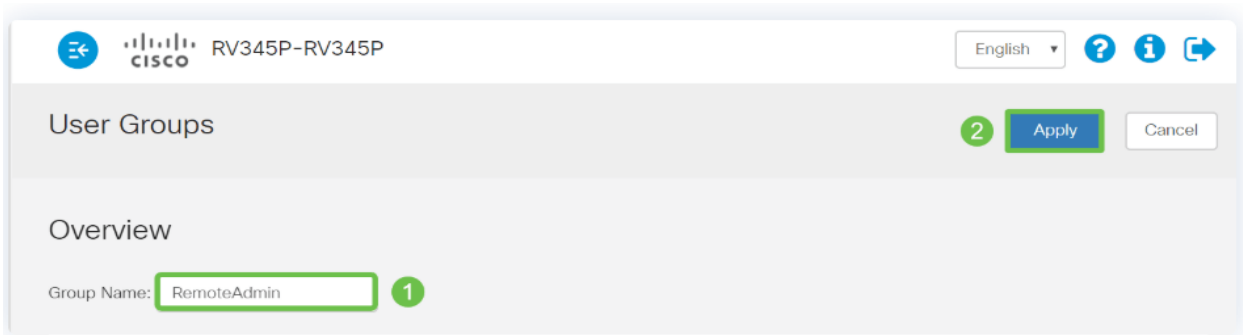 CISCO RV345P-RV345P English ? i
User Groups 2 Apply Cancel
Overview
Group Name: RemoteAdmin 1